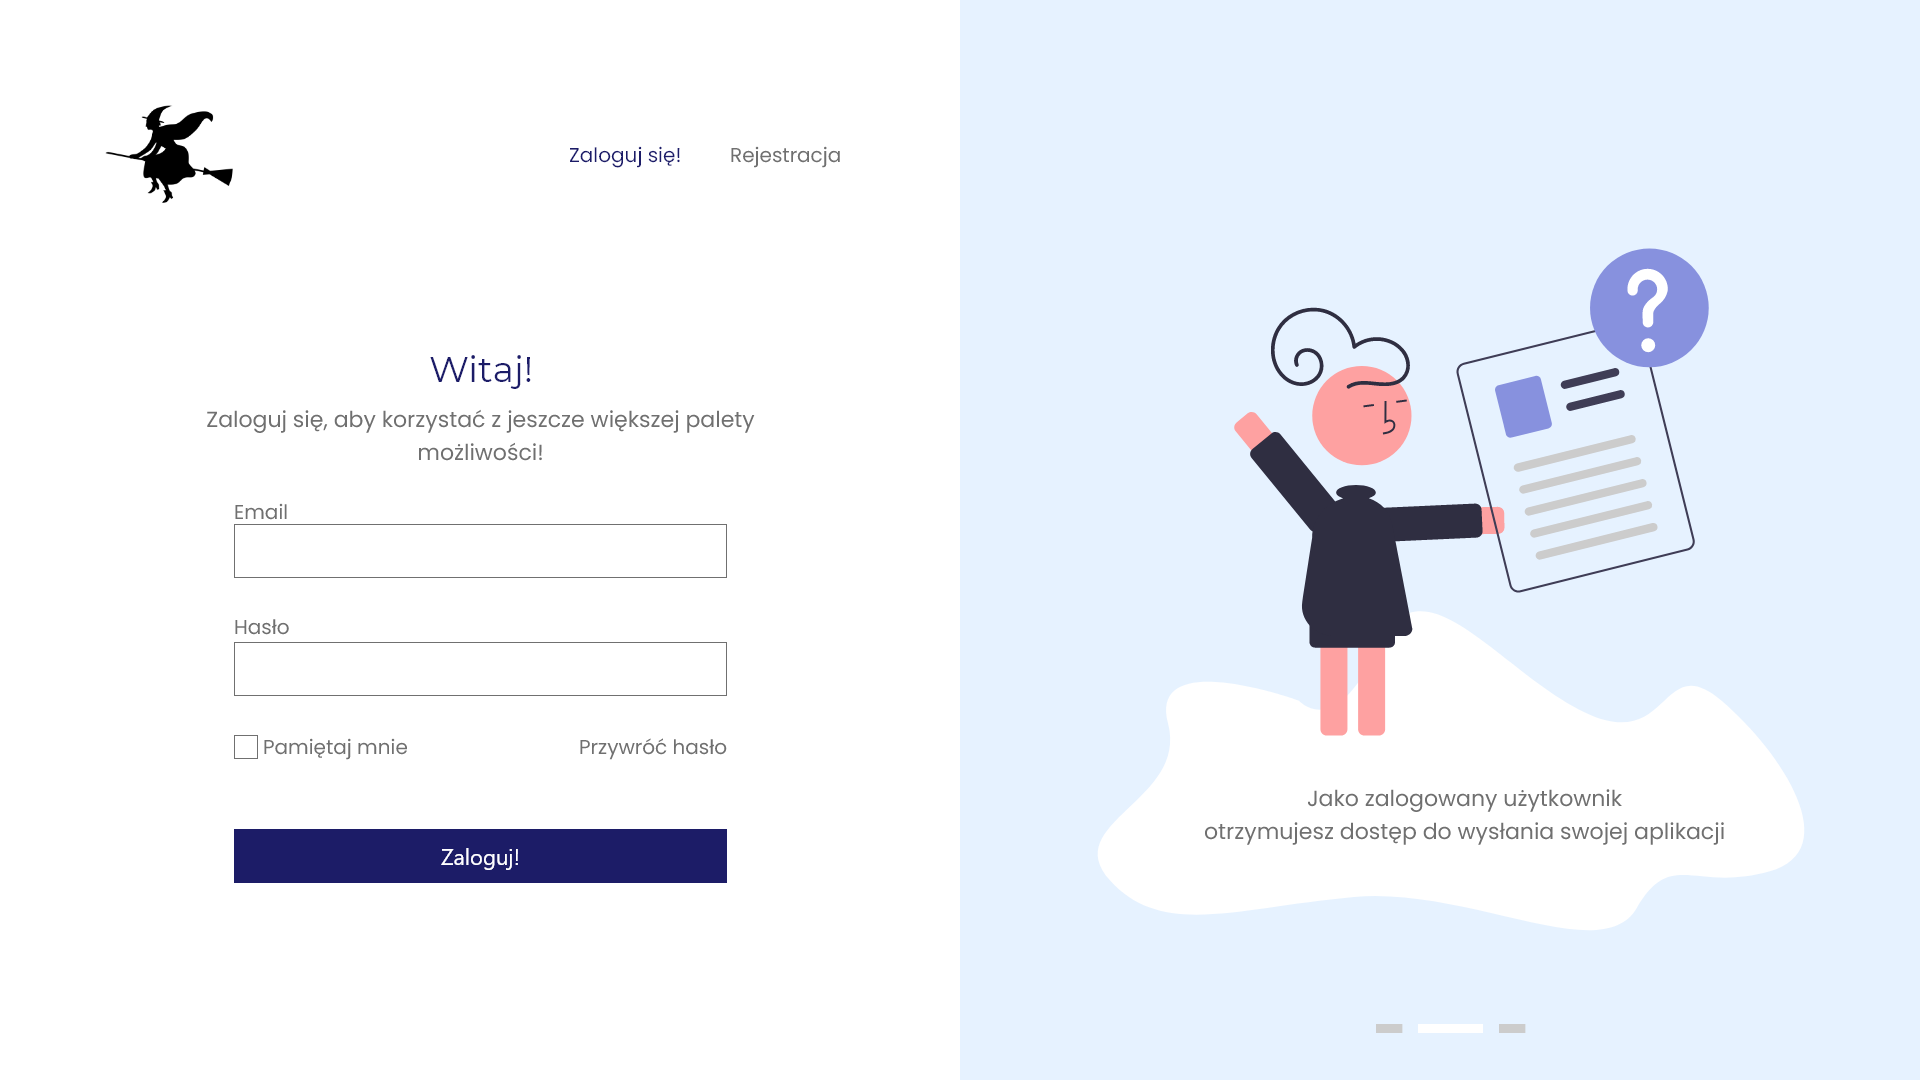 Zaloguj się!
Rejestracja
Witaj!
Zaloguj się, aby korzystać z jeszcze większej palety
możliwości!
Email
Hasło
Pamiętaj mnie
Przywróć hasło
Zaloguj!
?
Jako zalogowany użytkownik
otrzymujesz dostęp do wysłania swojej aplikacji